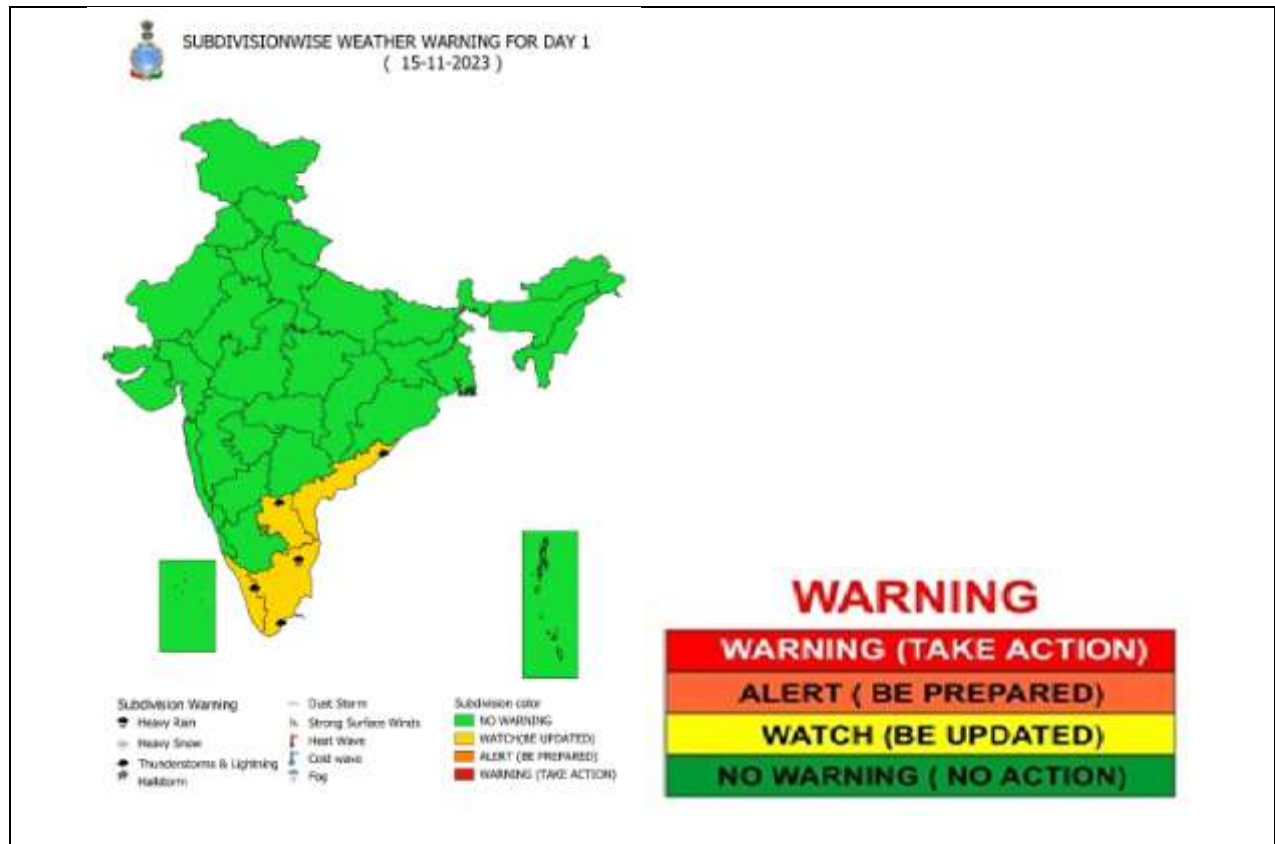 SUBDIVISIONWISE WEATHER WARNING FOR DAY 1
( 15-11-2023 )
Subdivision Warning
Heavy Rain
Heavy Snow
Thunderstorms & Lightning
Hailstorm
Dust Storm
Strong Surface Winds
Heat Wave
Cold wave
Fog
Subdivision color
NO WARNING
WATCH(BE UPDATED)
ALERT (BE PREPARED)
WARNING (TAKE ACTION)
WARNING
WARNING (TAKE ACTION)
ALERT ( BE PREPARED)
WATCH (BE UPDATED)
NO WARNING ( NO ACTION)